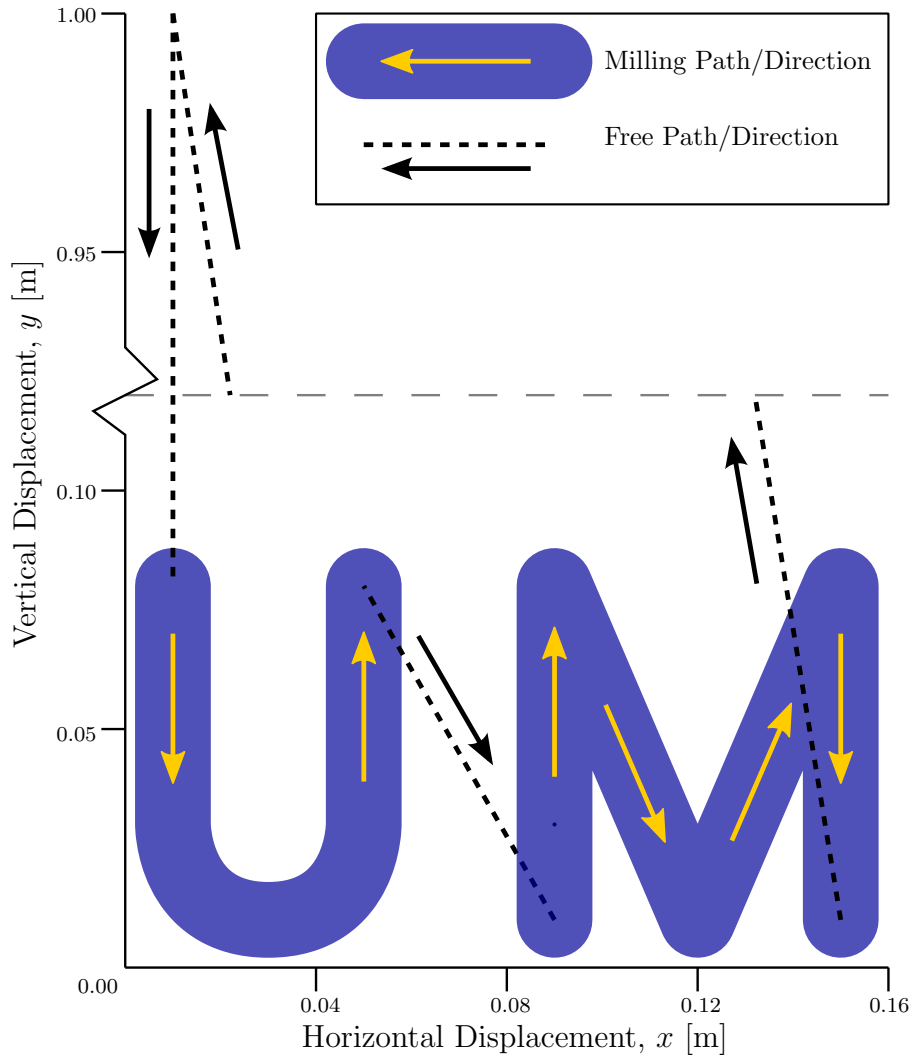 1.00
Milling Path/Direction
Free Path/Direction
0.95
Vertical Displacement, y [m]
0.10
0.05
UM
0.00
0.04
0.08
0.12
0.16
Horizontal Displacement, x [m]